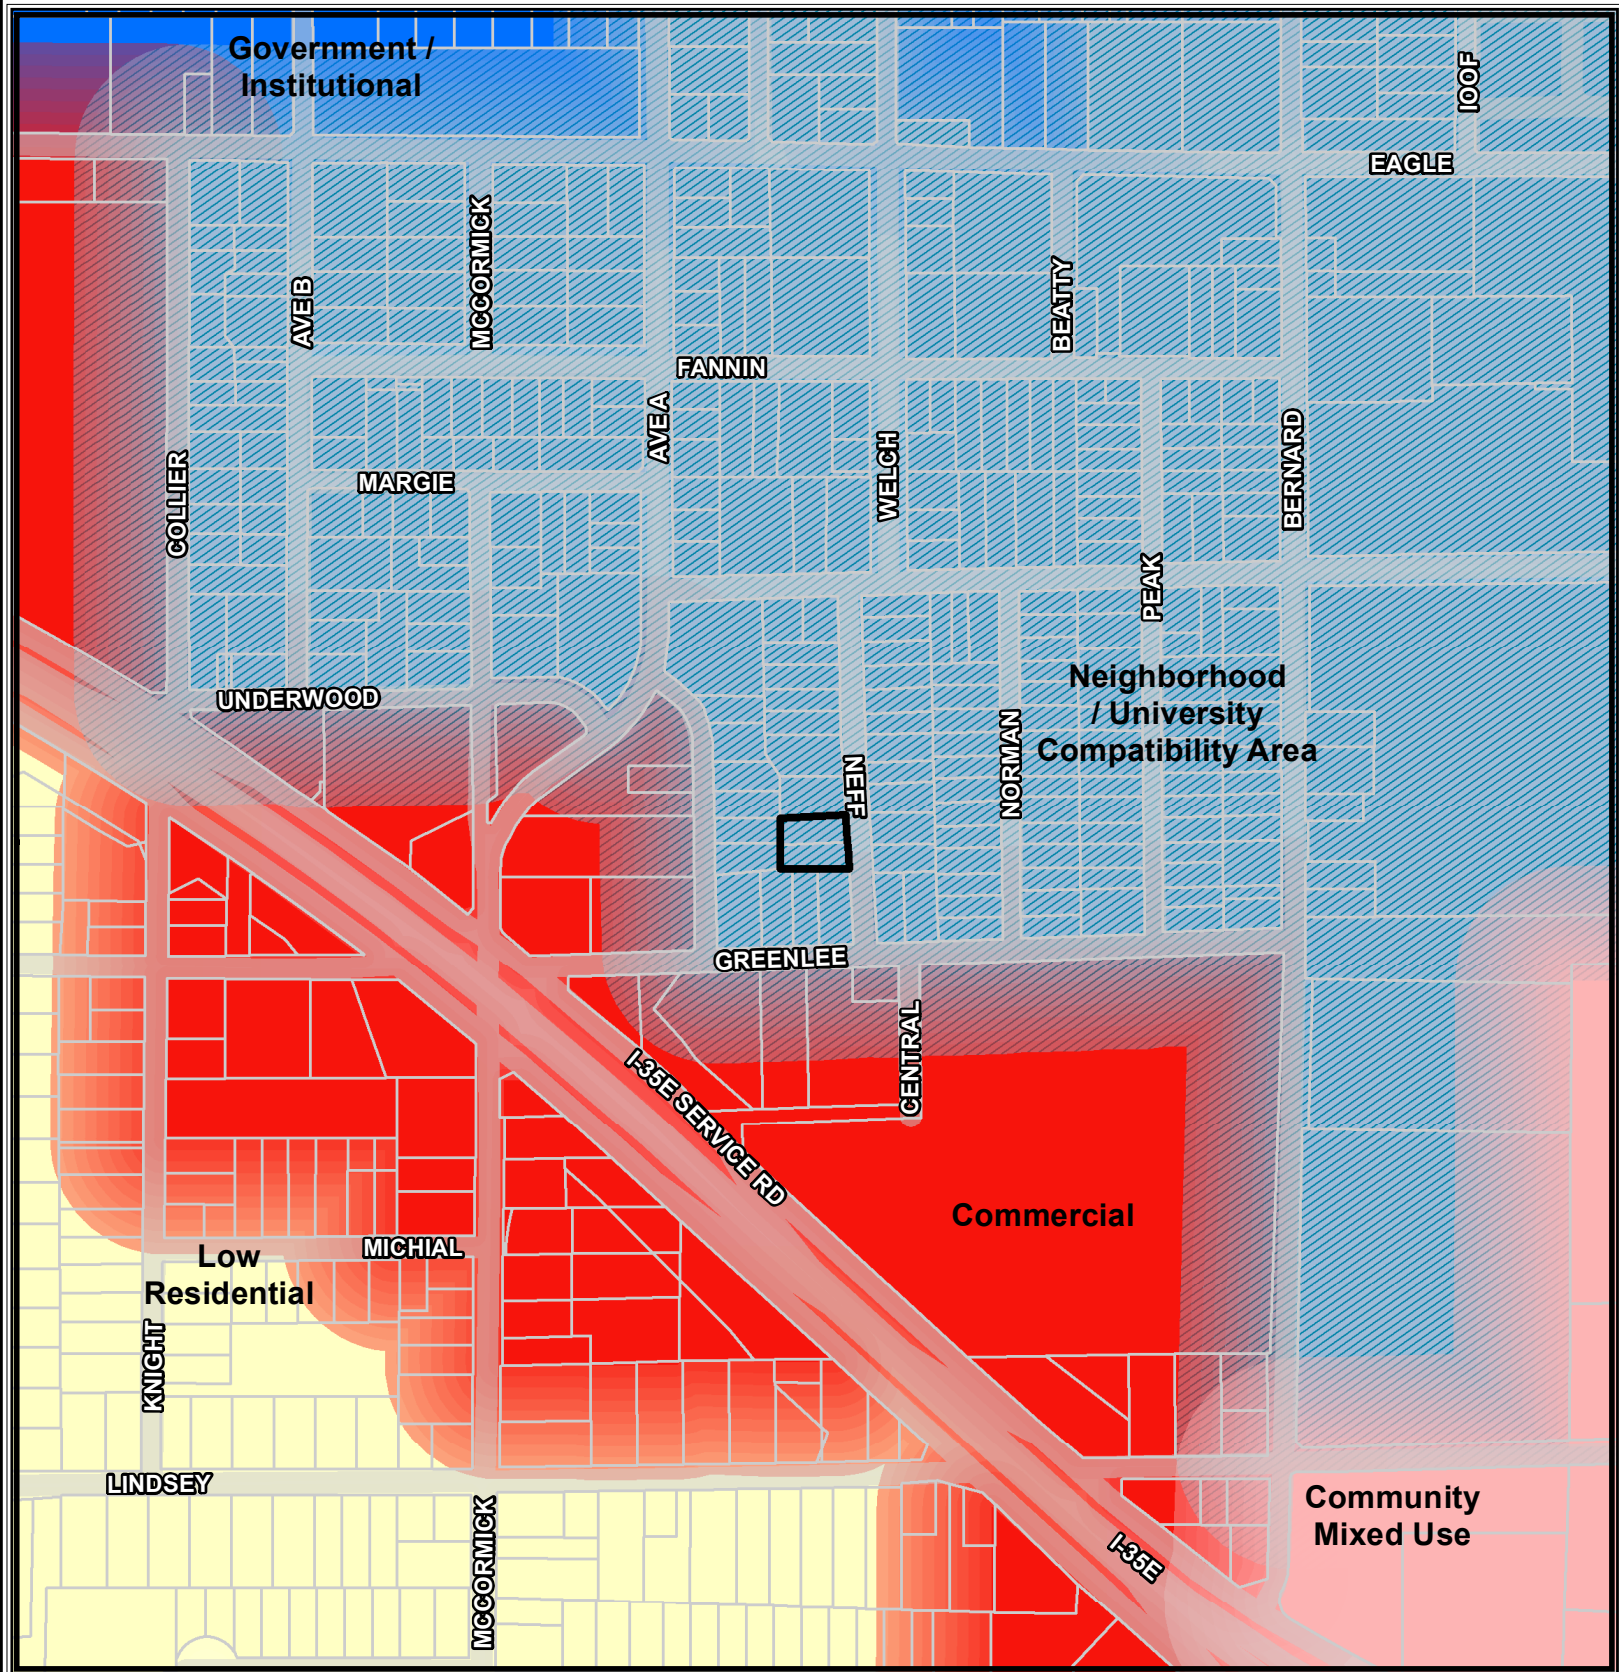 Government /
Institutional
IOOF
EAGLE
MCCORMICK
AVE B
BEATTY
FANNIN
AVE A
BERNARD
WELCH
COLLIER
MARGIE
PEAK
Neighborhood
/ University
Compatibility Area
UNDERWOOD
NORMAN
NEFF
GREENLEE
CENTRAL
I-35E SERVICE RD
Commercial
MICHIAL
Low
Residential
KNIGHT
LINDSEY
Community
Mixed Use
MCCORMICK
I-35E